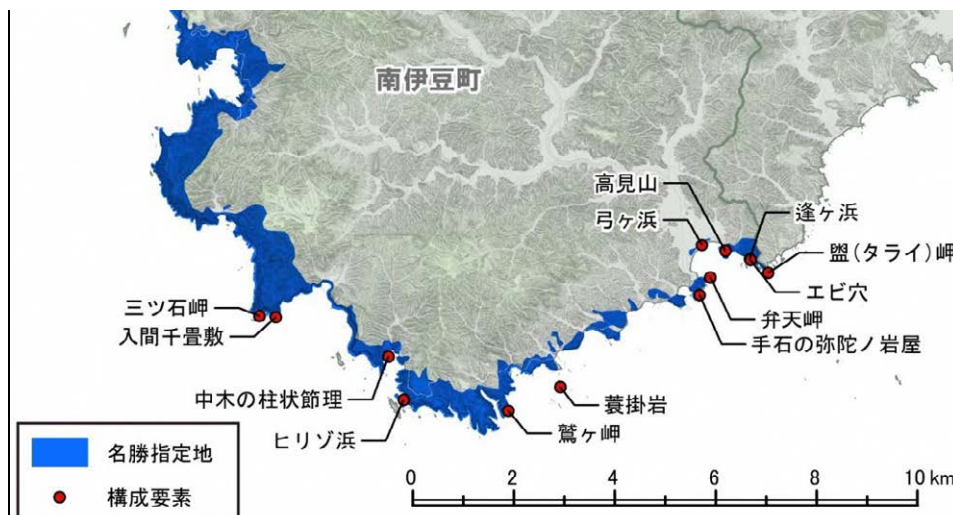 南伊豆町
高見山
弓ヶ浜
逢ヶ浜
盥(タライ)岬
エビ穴
弁天岬
手石の弥陀ノ岩屋
三ツ石岬
入間千畳敷
中木の柱状節理
ヒリゾ浜
蓑掛岩
鷲ヶ岬
名勝指定地
構成要素
0 2 4 6 8 10 km